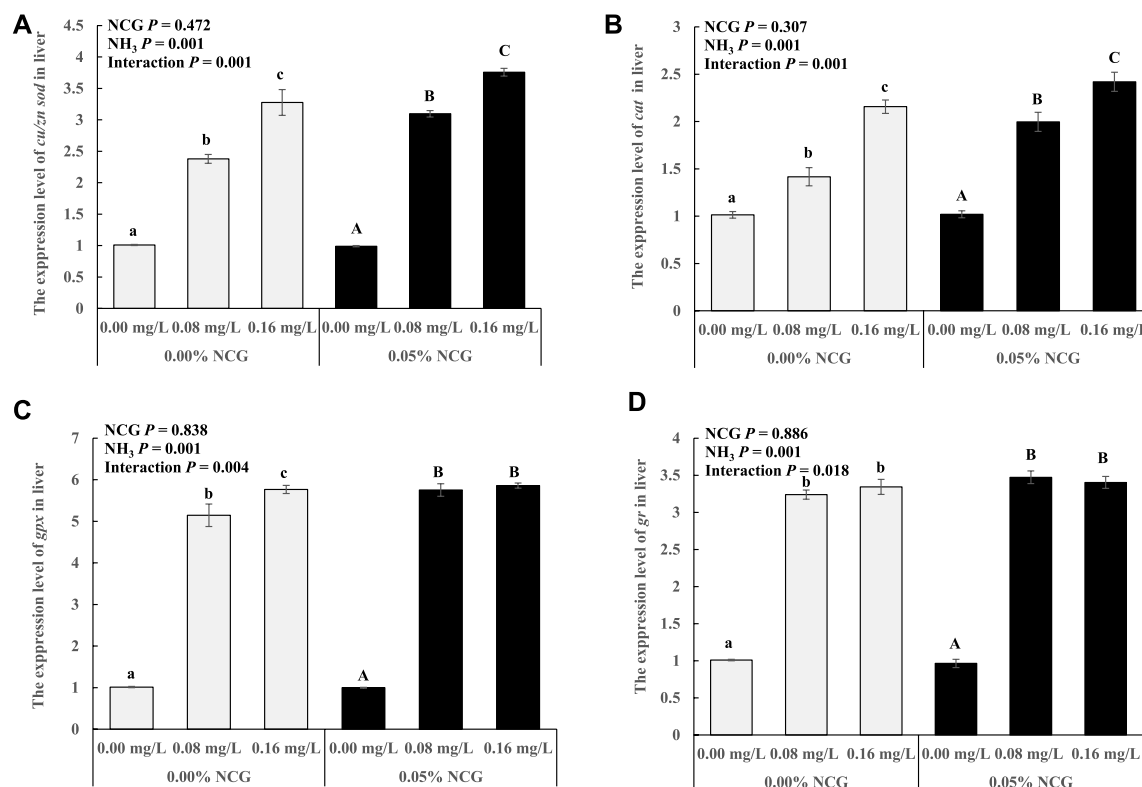 A
NCG P = 0.472
NH₃ P = 0.001
Interaction P = 0.001
The exppression level of cu/zn sod in liver
4.5
4
3.5
3
2.5
2
1.5
1
0.5
0
a
b
c
A
B
C
0.00 mg/L 0.08 mg/L 0.16 mg/L 0.00 mg/L 0.08 mg/L 0.16 mg/L
0.00% NCG 0.05% NCG
B
NCG P = 0.307
NH₃ P = 0.001
Interaction P = 0.001
The exppression level of cat in liver
3
2.5
2
1.5
1
0.5
0
a
b
c
A
B
C
0.00 mg/L 0.08 mg/L 0.16 mg/L 0.00 mg/L 0.08 mg/L 0.16 mg/L
0.00% NCG 0.05% NCG
C
NCG P = 0.838
NH₃ P = 0.001
Interaction P = 0.004
The exppression level of gpx in liver
7
6
5
4
3
2
1
0
a
b
c
A
B
B
0.00 mg/L 0.08 mg/L 0.16 mg/L 0.00 mg/L 0.08 mg/L 0.16 mg/L
0.00% NCG 0.05% NCG
D
NCG P = 0.886
NH₃ P = 0.001
Interaction P = 0.018
The exppression level of gr in liver
4
3.5
3
2.5
2
1.5
1
0.5
0
a
b
b
A
B
B
0.00 mg/L 0.08 mg/L 0.16 mg/L 0.00 mg/L 0.08 mg/L 0.16 mg/L
0.00% NCG 0.05% NCG